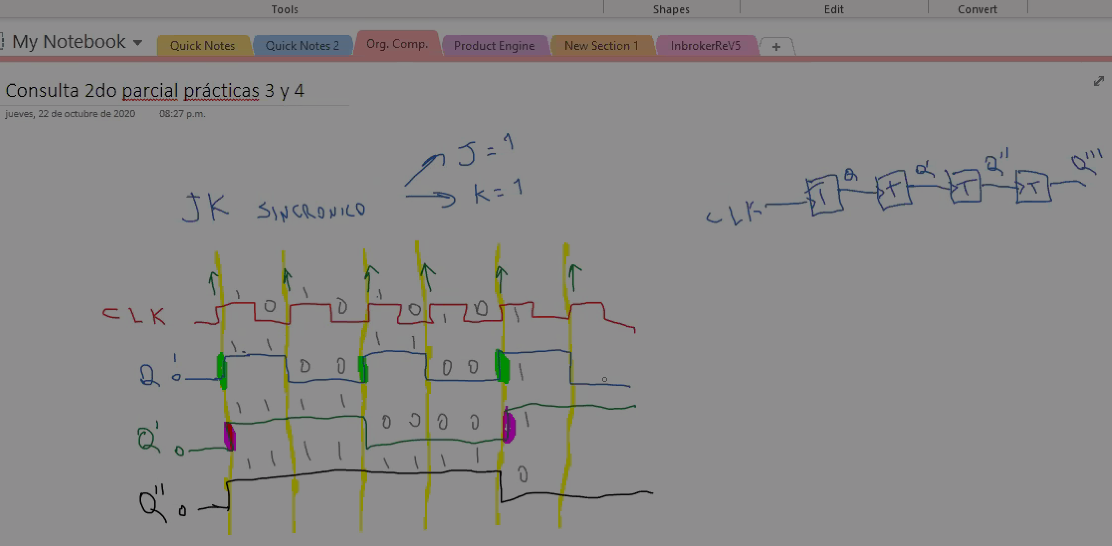 Tools Shapes Edit Convert
My Notebook Quick Notes Quick Notes 2 Org. Comp. Product Engine New Section 1 InbrokerReV5 +
Consulta 2do parcial prácticas 3 y 4
jueves, 22 de octubre de 2020 08:27 p.m.
J = 1
JK SINCRONICO
K = 1
CLK T Q T Q' T Q'' T Q'''
CLK 1 0 1 0 1 0 1 0 1
Q' 0 1 1 0 0 1 1 0 0 1 0
Q' 0 1 1 1 1 0 0 0 0 1
Q'' 0 1 1 1 1 1 1 1 1 0